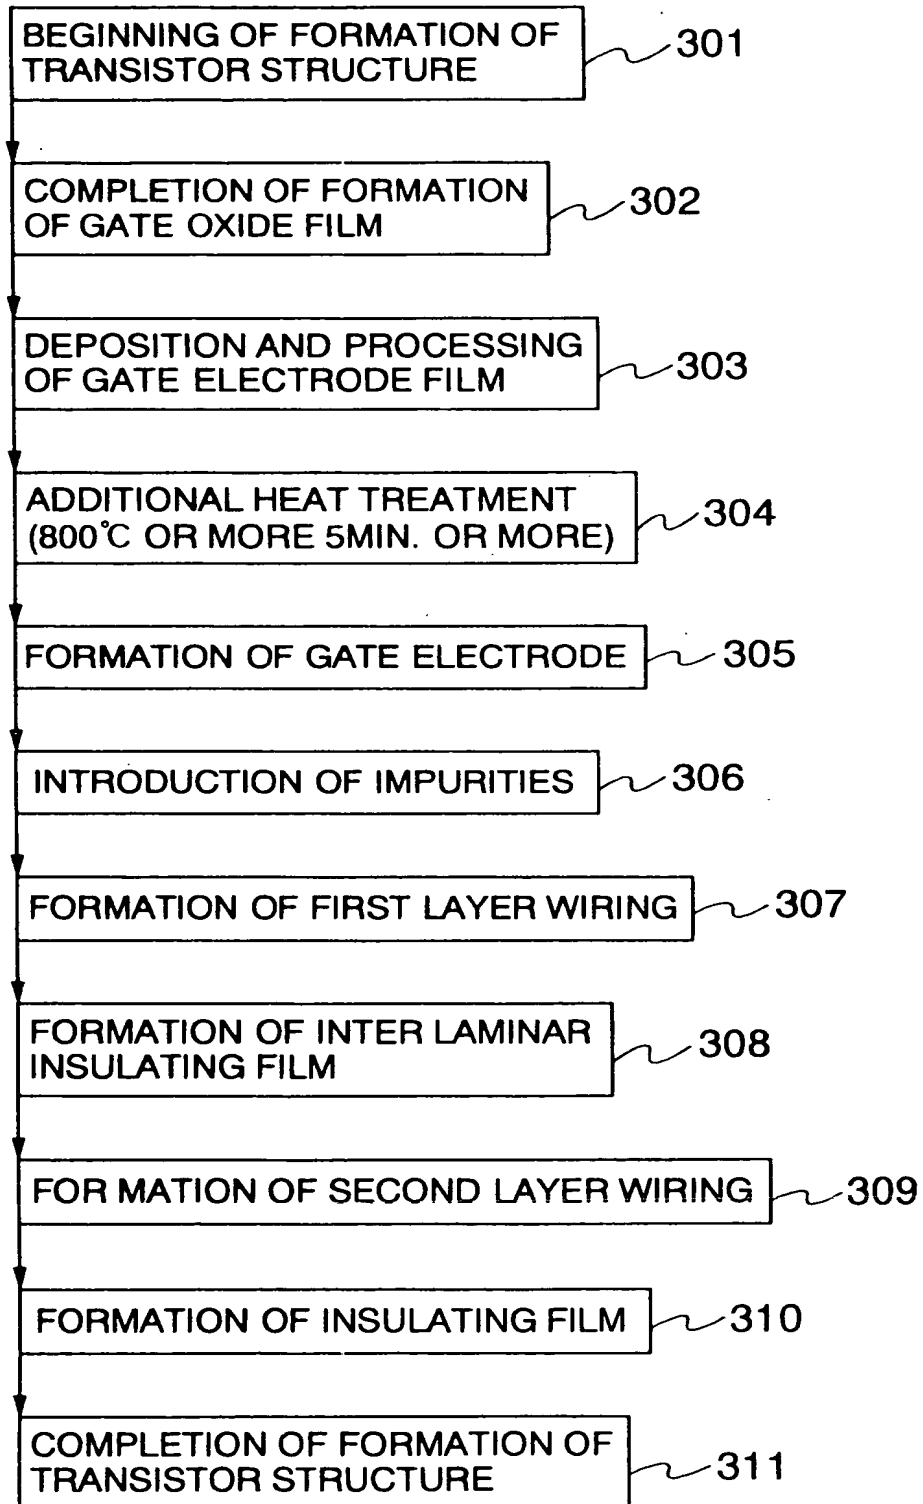 BEGINNING OF FORMATION OF
TRANSISTOR STRUCTURE
301
COMPLETION OF FORMATION
OF GATE OXIDE FILM
302
DEPOSITION AND PROCESSING
OF GATE ELECTRODE FILM
303
ADDITIONAL HEAT TREATMENT
(800℃ OR MORE 5MIN. OR MORE)
304
FORMATION OF GATE ELECTRODE
305
INTRODUCTION OF IMPURITIES
306
FORMATION OF FIRST LAYER WIRING
307
FORMATION OF INTER LAMINAR
INSULATING FILM
308
FOR MATION OF SECOND LAYER WIRING
309
FORMATION OF INSULATING FILM
310
COMPLETION OF FORMATION OF
TRANSISTOR STRUCTURE
311